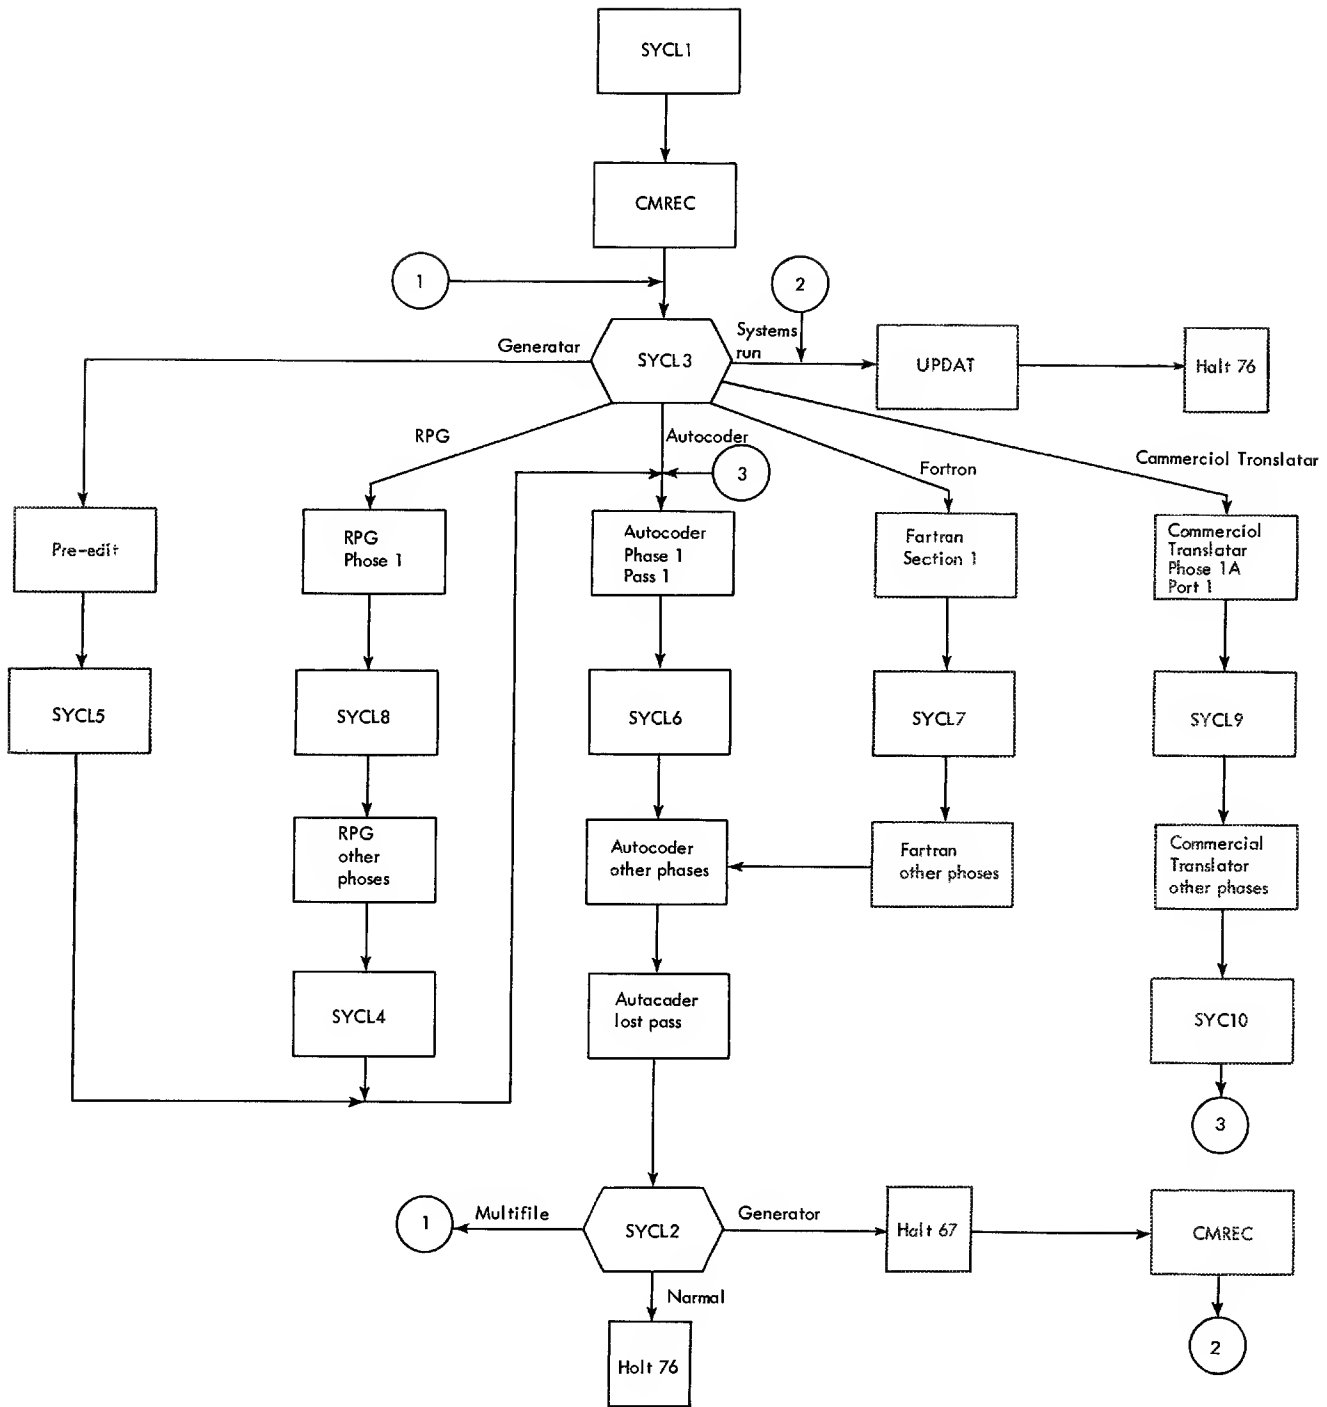 SYCL1
CMREC
1
2
Generatar
SYCL3
Systems
run
UPDAT
Halt 76
RPG
Autocoder
3
Fortron
Cammerciol Tronslatar
Pre-edit
RPG
Phose 1
Autocoder
Phase 1
Pass 1
Fartran
Section 1
Commerciol
Translatar
Phose 1A
Port 1
SYCL5
SYCL8
SYCL6
SYCL7
SYCL9
RPG
other
phoses
Autocoder
other phases
Fartran
other phoses
Commercial
Translator
other phases
SYCL4
Autacader
lost pass
SYC10
3
1
Multifile
SYCL2
Generator
Halt 67
CMREC
Narmal
Holt 76
2